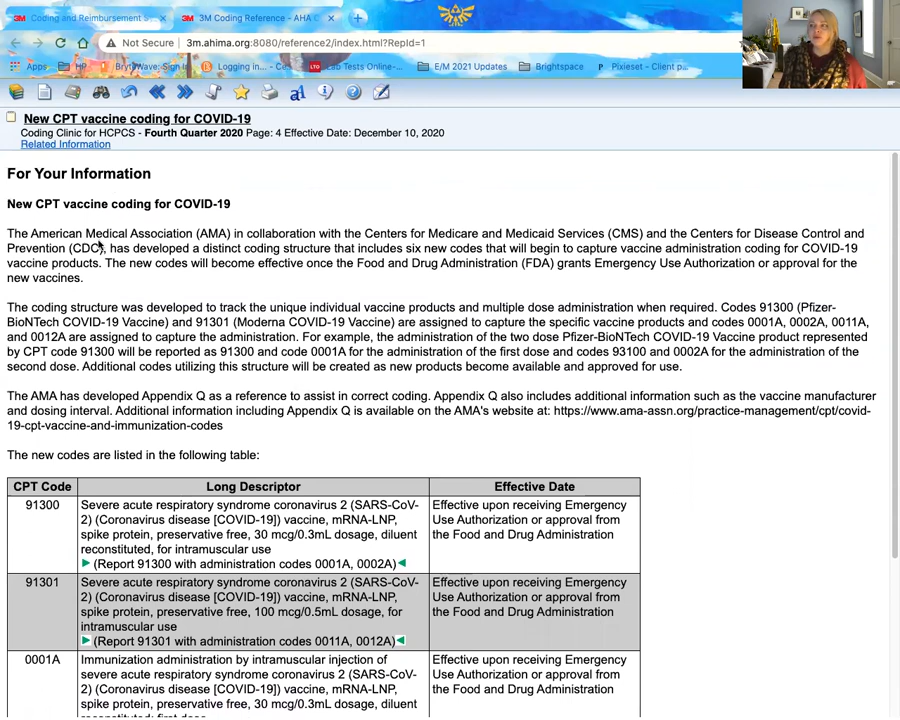 3M Coding and Reimbursement S
3M Coding Reference - AHA C
Not Secure | 3m.ahima.org:8080/reference2/index.html?RepId=1
Apps
HP
BryteWave: Sign In
Logging in... - Ce
LTO Lab Tests Online-...
E/M 2021 Updates
Brightspace
P Pixieset - Client p...
New CPT vaccine coding for COVID-19
Coding Clinic for HCPCS - Fourth Quarter 2020 Page: 4 Effective Date: December 10, 2020
Related Information
For Your Information
New CPT vaccine coding for COVID-19
The American Medical Association (AMA) in collaboration with the Centers for Medicare and Medicaid Services (CMS) and the Centers for Disease Control and
Prevention (CDC), has developed a distinct coding structure that includes six new codes that will begin to capture vaccine administration coding for COVID-19
vaccine products. The new codes will become effective once the Food and Drug Administration (FDA) grants Emergency Use Authorization or approval for the
new vaccines.
The coding structure was developed to track the unique individual vaccine products and multiple dose administration when required. Codes 91300 (Pfizer-
BioNTech COVID-19 Vaccine) and 91301 (Moderna COVID-19 Vaccine) are assigned to capture the specific vaccine products and codes 0001A, 0002A, 0011A,
and 0012A are assigned to capture the administration. For example, the administration of the two dose Pfizer-BioNTech COVID-19 Vaccine product represented
by CPT code 91300 will be reported as 91300 and code 0001A for the administration of the first dose and codes 93100 and 0002A for the administration of the
second dose. Additional codes utilizing this structure will be created as new products become available and approved for use.
The AMA has developed Appendix Q as a reference to assist in correct coding. Appendix Q also includes additional information such as the vaccine manufacturer
and dosing interval. Additional information including Appendix Q is available on the AMA's website at: https://www.ama-assn.org/practice-management/cpt/covid-
19-cpt-vaccine-and-immunization-codes
The new codes are listed in the following table:
CPT Code
Long Descriptor
Effective Date
91300
Severe acute respiratory syndrome coronavirus 2 (SARS-CoV-
2) (Coronavirus disease [COVID-19]) vaccine, mRNA-LNP,
spike protein, preservative free, 30 mcg/0.3mL dosage, diluent
reconstituted, for intramuscular use
(Report 91300 with administration codes 0001A, 0002A)
Effective upon receiving Emergency
Use Authorization or approval from
the Food and Drug Administration
91301
Severe acute respiratory syndrome coronavirus 2 (SARS-CoV-
2) (Coronavirus disease [COVID-19]) vaccine, mRNA-LNP,
spike protein, preservative free, 100 mcg/0.5mL dosage, for
intramuscular use
(Report 91301 with administration codes 0011A, 0012A)
Effective upon receiving Emergency
Use Authorization or approval from
the Food and Drug Administration
0001A
Immunization administration by intramuscular injection of
severe acute respiratory syndrome coronavirus 2 (SARS-CoV-
2) (Coronavirus disease [COVID-19]) vaccine, mRNA-LNP,
spike protein, preservative free, 30 mcg/0.3mL dosage, diluent
reconstituted; first dose
Effective upon receiving Emergency
Use Authorization or approval from
the Food and Drug Administration